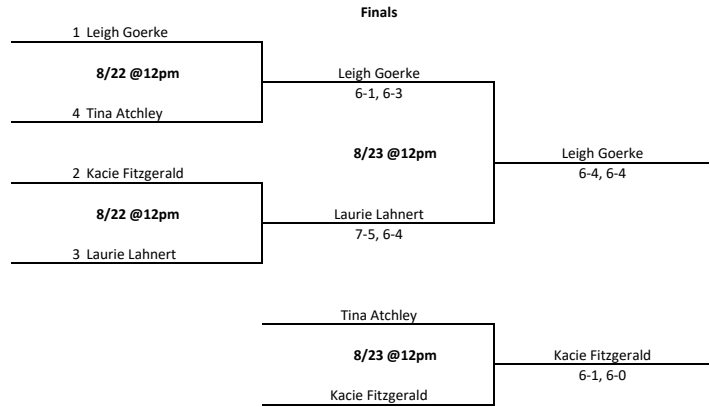 Finals
1 Leigh Goerke
8/22 @12pm
Leigh Goerke
6-1, 6-3
4 Tina Atchley
8/23 @12pm
Leigh Goerke
6-4, 6-4
2 Kacie Fitzgerald
8/22 @12pm
Laurie Lahnert
7-5, 6-4
3 Laurie Lahnert
Tina Atchley
8/23 @12pm
Kacie Fitzgerald
6-1, 6-0
Kacie Fitzgerald